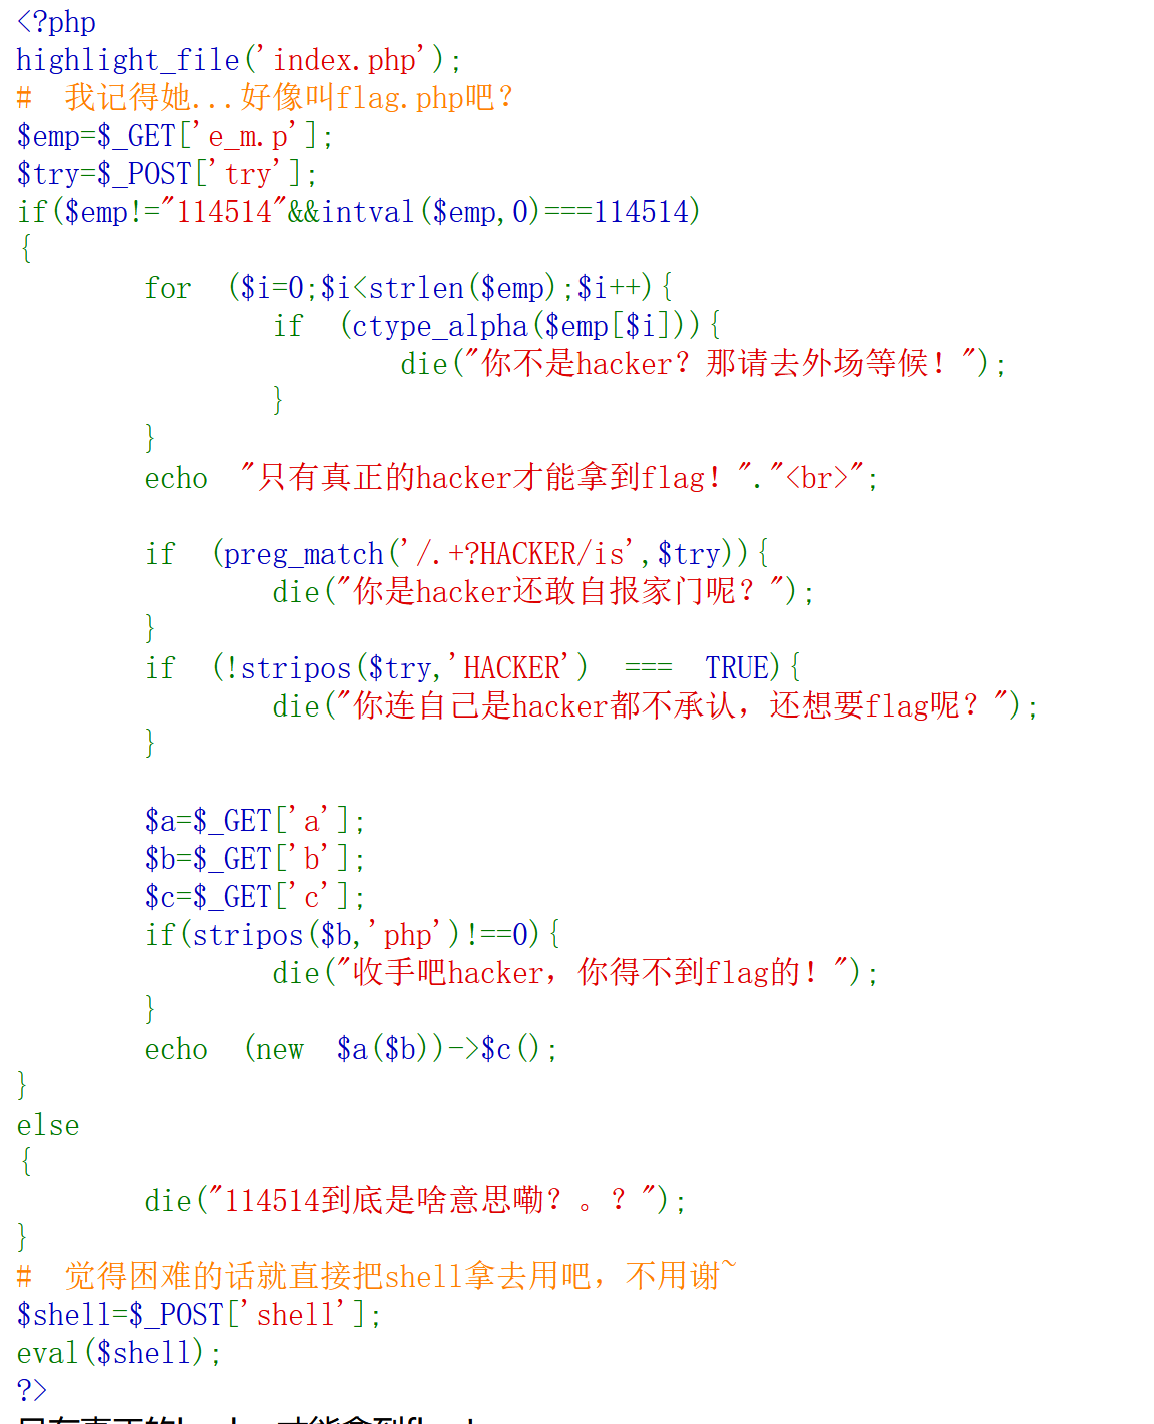 <?php
highlight_file('index.php');
# 我记得她...好像叫flag.php吧？
$emp=$_GET['e_m.p'];
$try=$_POST['try'];
if($emp!="114514"&&intval($emp,0)===114514)
{
for ($i=0;$i<strlen($emp);$i++){
if (ctype_alpha($emp[$i])){
die("你不是hacker？那请去外场等候！");
}
}
echo "只有真正的hacker才能拿到flag！"."<br>";
if (preg_match('/.+?HACKER/is',$try)){
die("你是hacker还敢自报家门呢？");
}
if (!stripos($try,'HACKER') === TRUE){
die("你连自己是hacker都不承认，还想要flag呢？");
}
$a=$_GET['a'];
$b=$_GET['b'];
$c=$_GET['c'];
if(stripos($b,'php')!==0){
die("收手吧hacker，你得不到flag的！");
}
echo (new $a($b))->$c();
}
else
{
die("114514到底是啥意思嘞？。？");
}
# 觉得困难的话就直接把shell拿去用吧，不用谢~
$shell=$_POST['shell'];
eval($shell);
?>